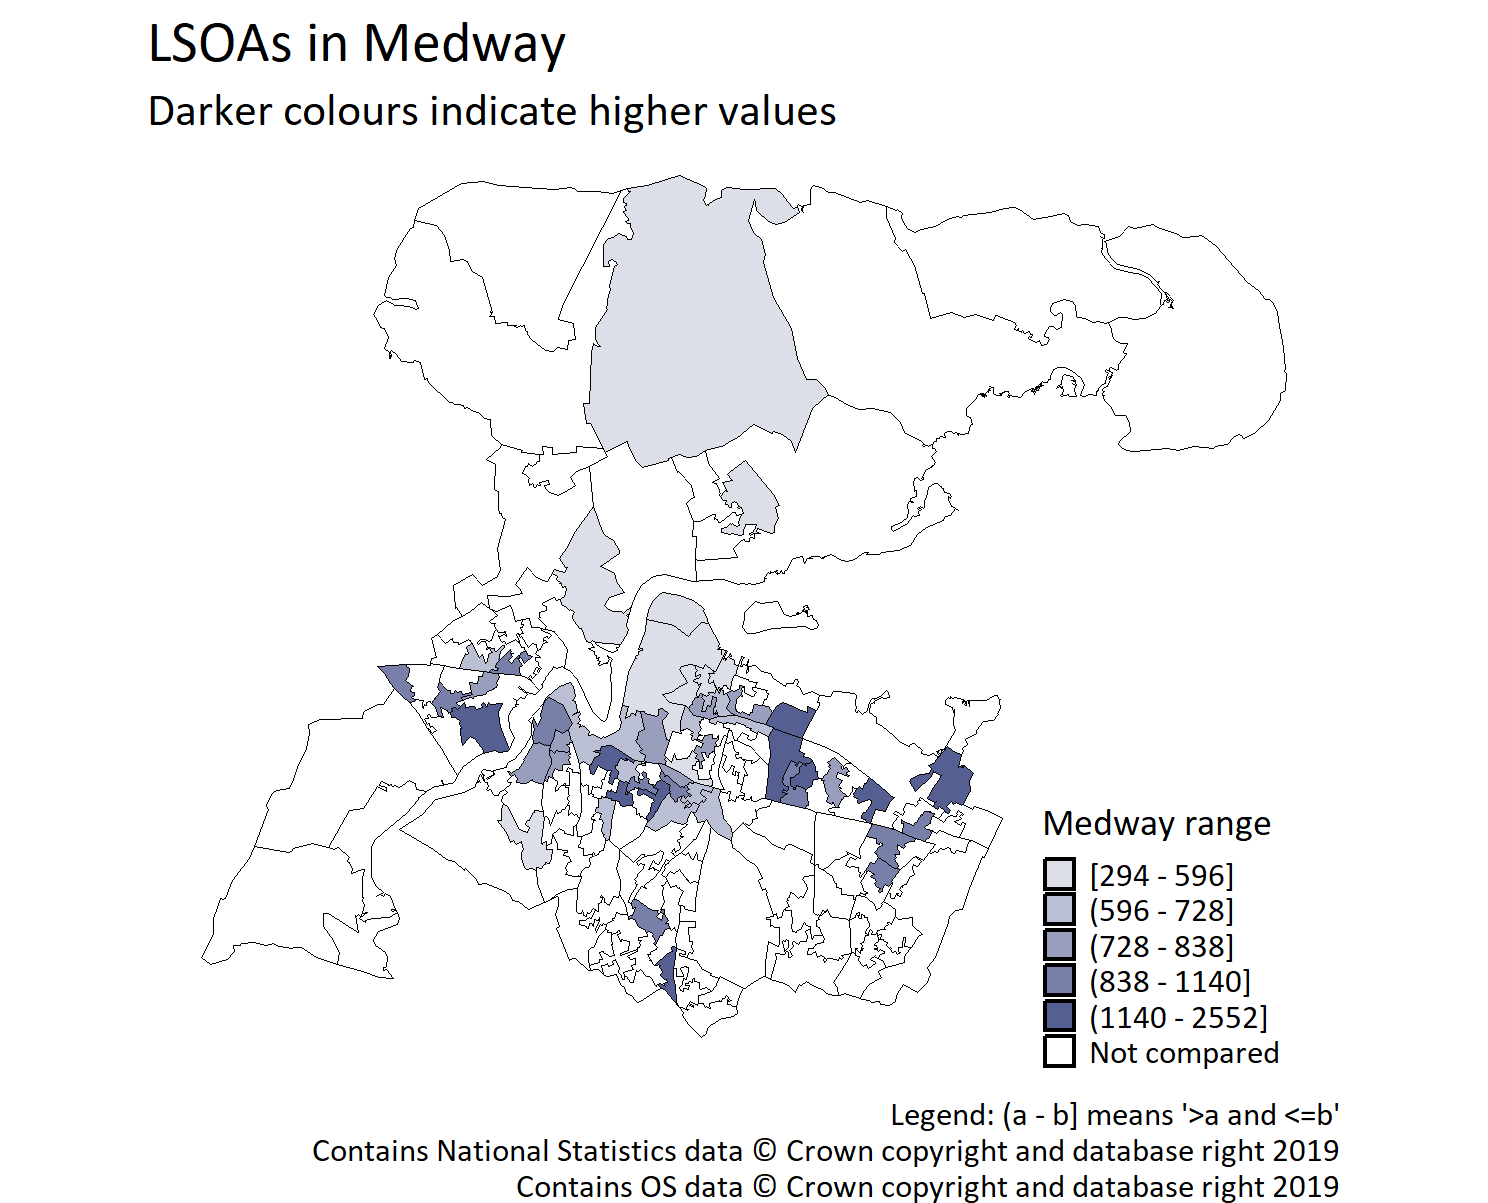 LSOAs in Medway
Darker colours indicate higher values
Medway range
[294 - 596]
(596 - 728]
(728 - 838]
(838 - 1140]
(1140 - 2552]
Not compared
Legend: (a - b] means '>a and <=b'
Contains National Statistics data © Crown copyright and database right 2019
Contains OS data © Crown copyright and database right 2019